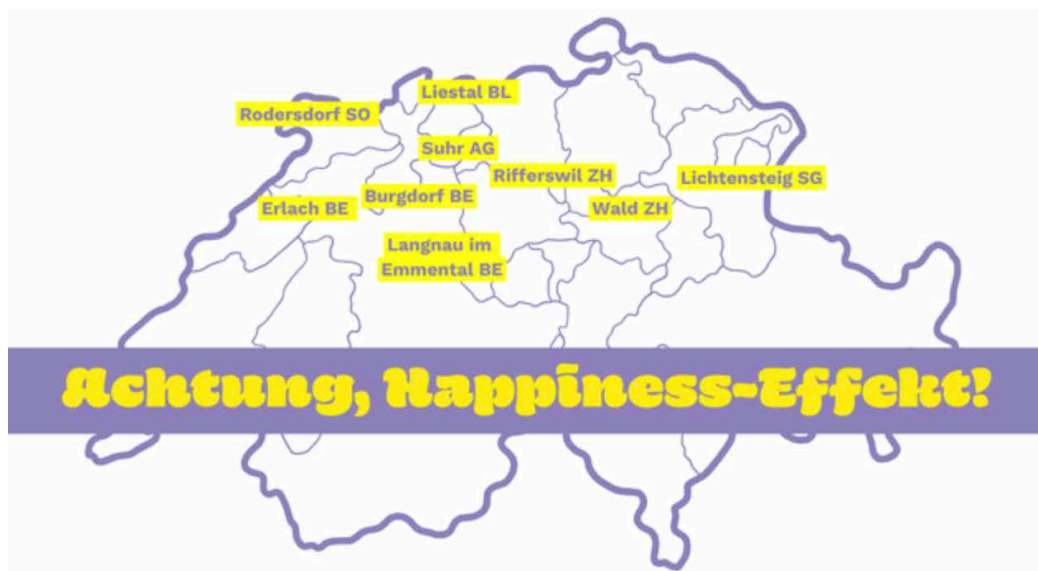 Liestal BL
Rodersdorf SO
Suhr AG
Rifferswil ZH
Lichtensteig SG
Burgdorf BE
Erlach BE
Wald ZH
Langnau im
Emmental BE
Achtung, Happiness-Effekt!